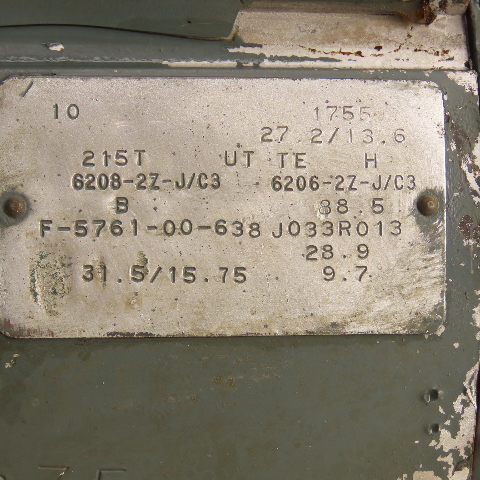 10 1755
27.2/13.6
215T UT TE H
6208-2Z-J/C3 6206-2Z-J/C3
B 88.5
F-5761-00-638 J033R013
28.9
31.5/15.75 9.7